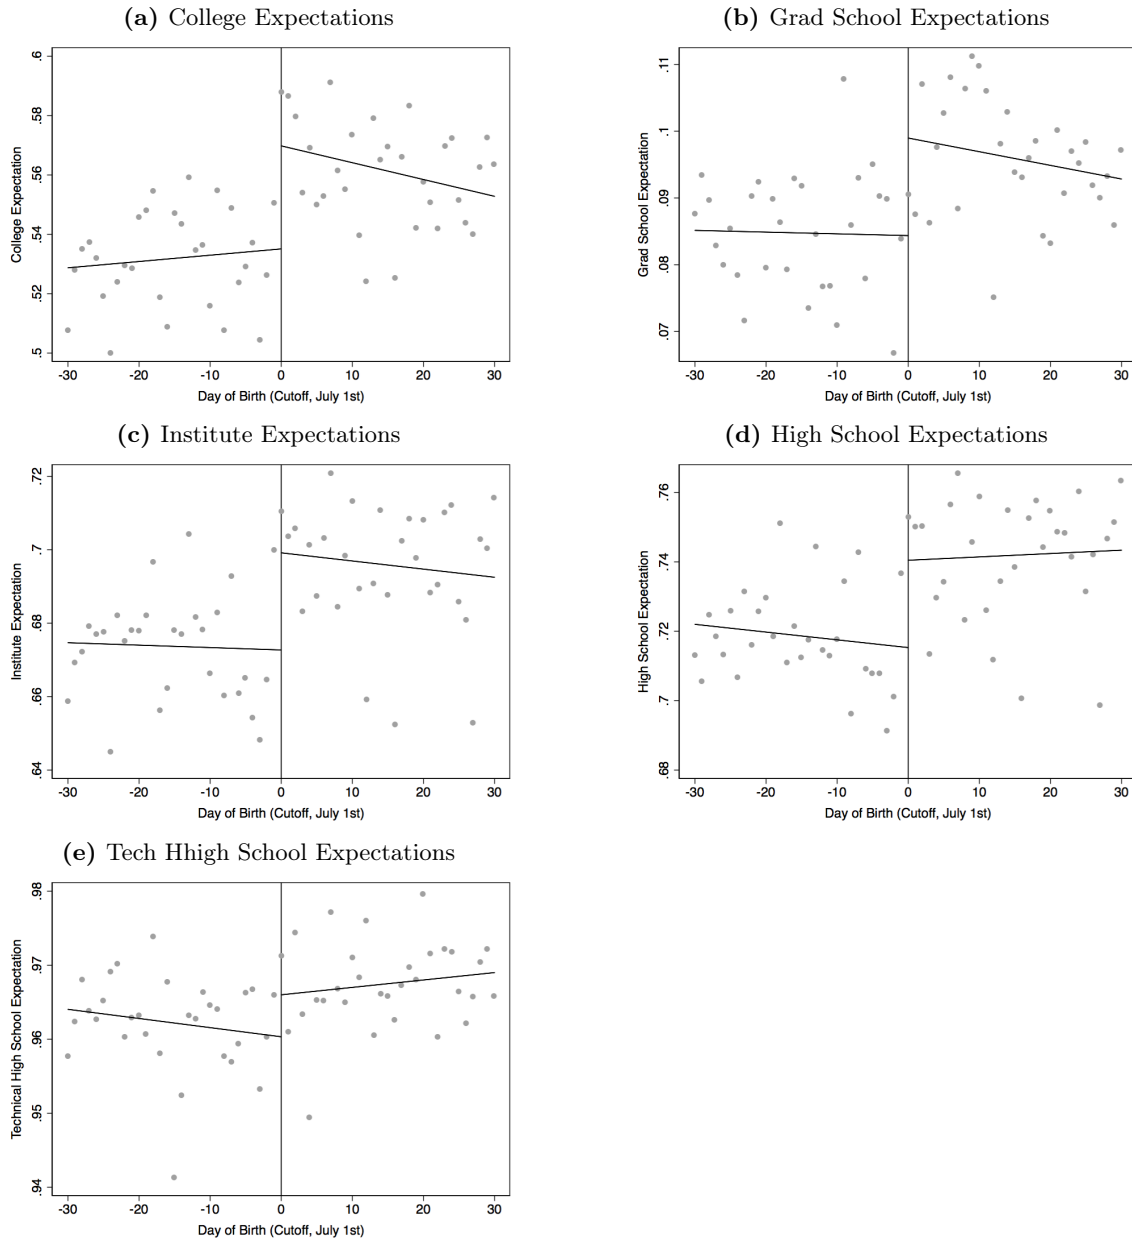 (a) College Expectations
College Expectation
.6
.58
.56
.54
.52
.5
-30 -20 -10 0 10 20 30
Day of Birth (Cutoff, July 1st)
(b) Grad School Expectations
Grad School Expectation
.11
.1
.09
.08
.07
-30 -20 -10 0 10 20 30
Day of Birth (Cutoff, July 1st)
(c) Institute Expectations
Institute Expectation
.72
.7
.68
.66
.64
-30 -20 -10 0 10 20 30
Day of Birth (Cutoff, July 1st)
(d) High School Expectations
High School Expectation
.76
.74
.72
.7
.68
-30 -20 -10 0 10 20 30
Day of Birth (Cutoff, July 1st)
(e) Tech Hhigh School Expectations
Technical High School Expectation
.98
.97
.96
.95
.94
-30 -20 -10 0 10 20 30
Day of Birth (Cutoff, July 1st)